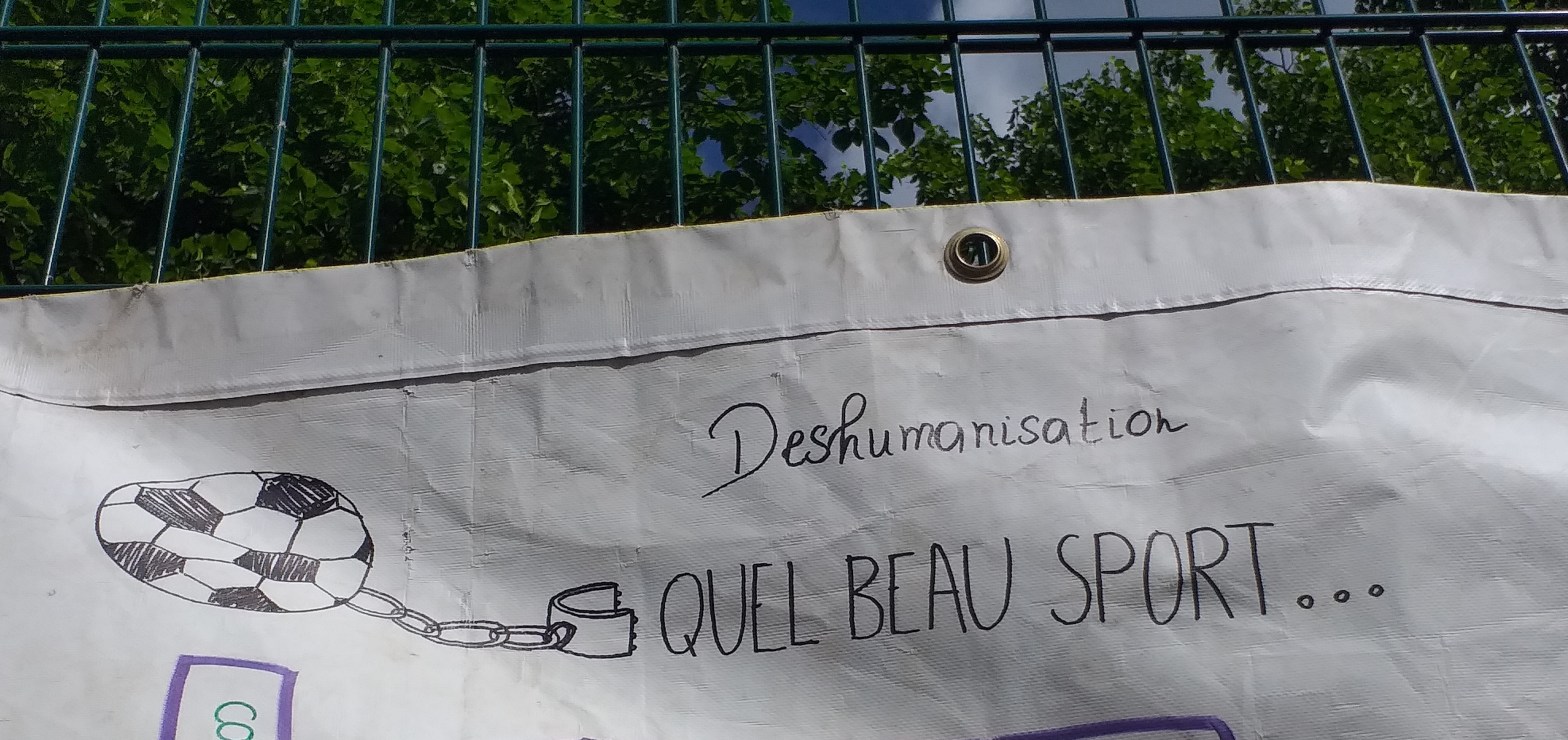 Deshumanisation
QUEL BEAU SPORT...